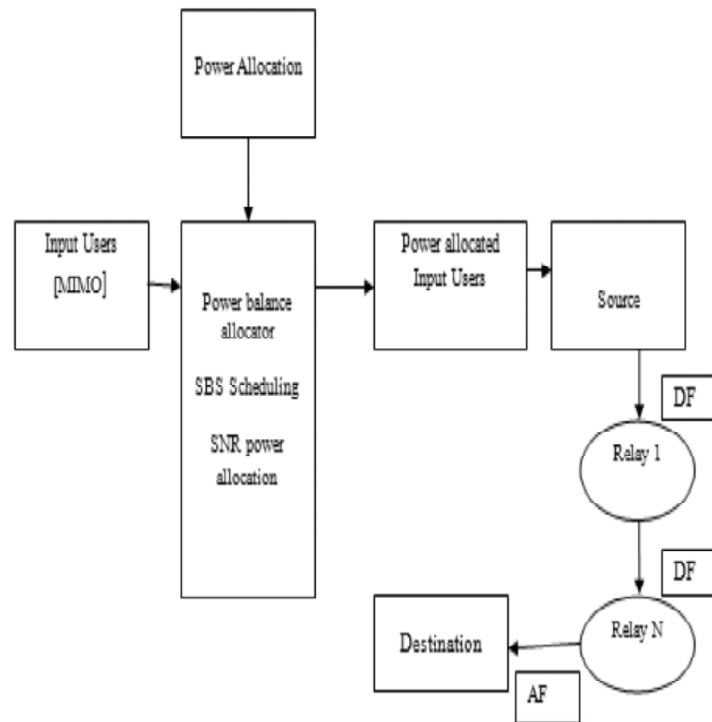 Power Allocation
Input Users
[MIMO]
Power balance
allocator
SBS Scheduling
SNR power
allocation
Power allocated
Input Users
Source
DF
Relay 1
DF
Relay N
Destination
AF